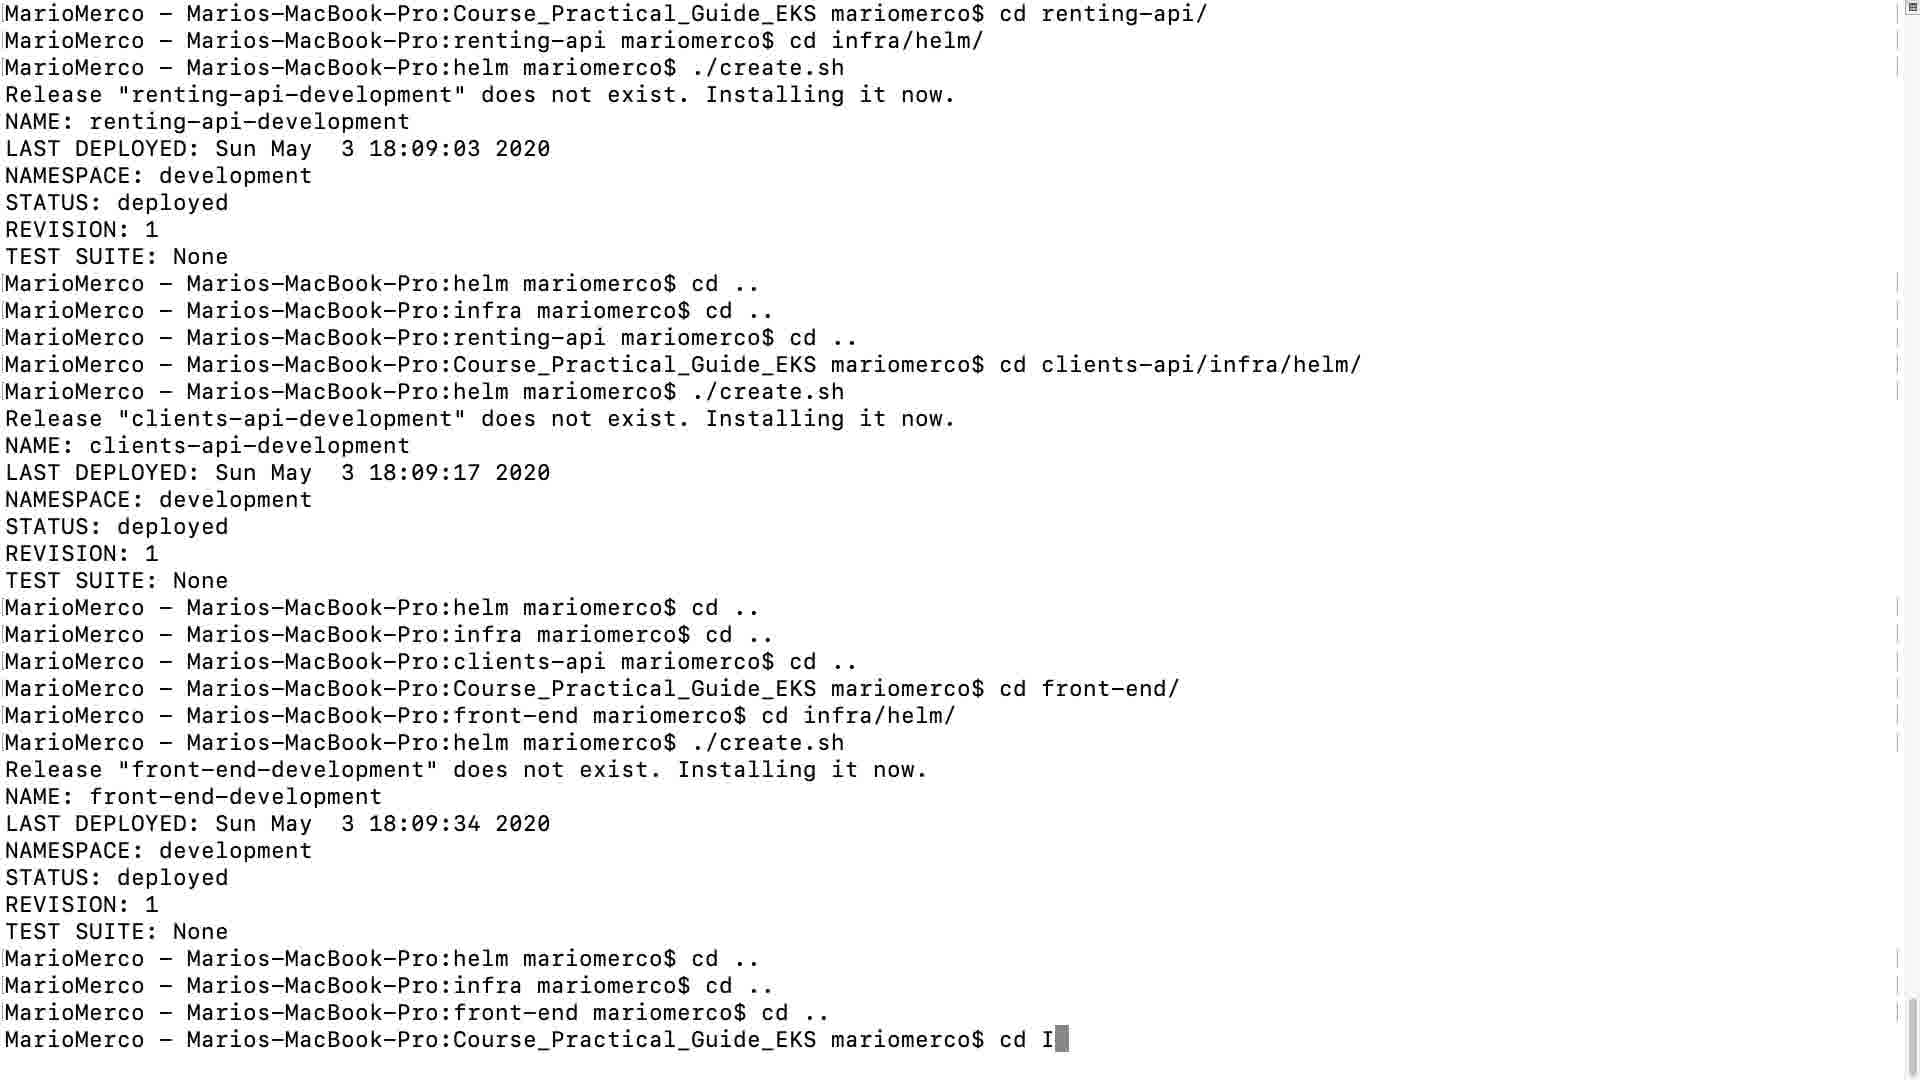 MarioMerco – Marios-MacBook-Pro:Course_Practical_Guide_EKS mariomerco$ cd renting-api/
MarioMerco – Marios-MacBook-Pro:renting-api mariomerco$ cd infra/helm/
MarioMerco – Marios-MacBook-Pro:helm mariomerco$ ./create.sh
Release "renting-api-development" does not exist. Installing it now.
NAME: renting-api-development
LAST DEPLOYED: Sun May  3 18:09:03 2020
NAMESPACE: development
STATUS: deployed
REVISION: 1
TEST SUITE: None
MarioMerco – Marios-MacBook-Pro:helm mariomerco$ cd ..
MarioMerco – Marios-MacBook-Pro:infra mariomerco$ cd ..
MarioMerco – Marios-MacBook-Pro:renting-api mariomerco$ cd ..
MarioMerco – Marios-MacBook-Pro:Course_Practical_Guide_EKS mariomerco$ cd clients-api/infra/helm/
MarioMerco – Marios-MacBook-Pro:helm mariomerco$ ./create.sh
Release "clients-api-development" does not exist. Installing it now.
NAME: clients-api-development
LAST DEPLOYED: Sun May  3 18:09:17 2020
NAMESPACE: development
STATUS: deployed
REVISION: 1
TEST SUITE: None
MarioMerco – Marios-MacBook-Pro:helm mariomerco$ cd ..
MarioMerco – Marios-MacBook-Pro:infra mariomerco$ cd ..
MarioMerco – Marios-MacBook-Pro:clients-api mariomerco$ cd ..
MarioMerco – Marios-MacBook-Pro:Course_Practical_Guide_EKS mariomerco$ cd front-end/
MarioMerco – Marios-MacBook-Pro:front-end mariomerco$ cd infra/helm/
MarioMerco – Marios-MacBook-Pro:helm mariomerco$ ./create.sh
Release "front-end-development" does not exist. Installing it now.
NAME: front-end-development
LAST DEPLOYED: Sun May  3 18:09:34 2020
NAMESPACE: development
STATUS: deployed
REVISION: 1
TEST SUITE: None
MarioMerco – Marios-MacBook-Pro:helm mariomerco$ cd ..
MarioMerco – Marios-MacBook-Pro:infra mariomerco$ cd ..
MarioMerco – Marios-MacBook-Pro:front-end mariomerco$ cd ..
MarioMerco – Marios-MacBook-Pro:Course_Practical_Guide_EKS mariomerco$ cd I